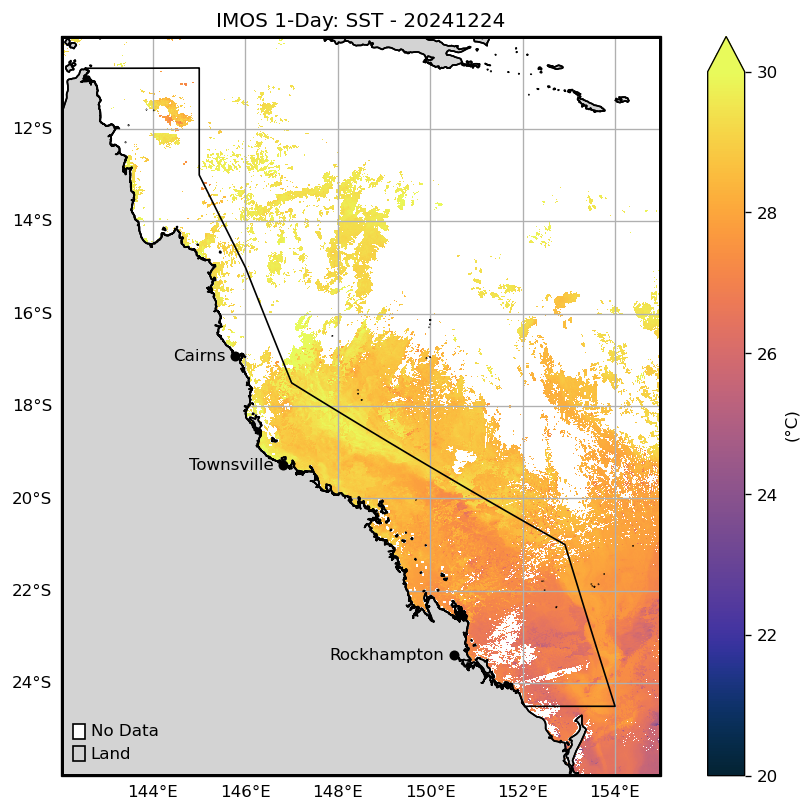 IMOS 1-Day: SST - 20241224
12°S
14°S
16°S
18°S
20°S
22°S
24°S
Cairns
Townsville
Rockhampton
No Data
Land
144°E 146°E 148°E 150°E 152°E 154°E
30
28
26
24
22
20
(°C)